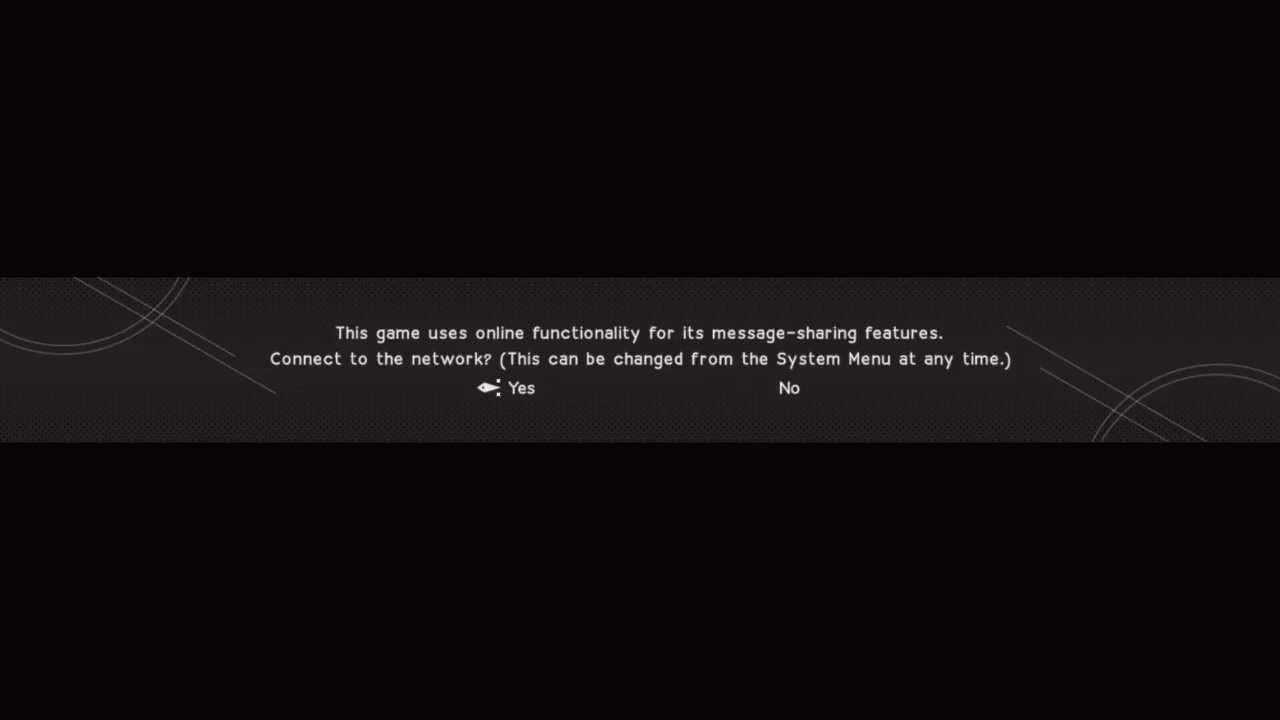 This game uses online functionality for its message-sharing features.
Connect to the network? (This can be changed from the System Menu at any time.)
Yes No